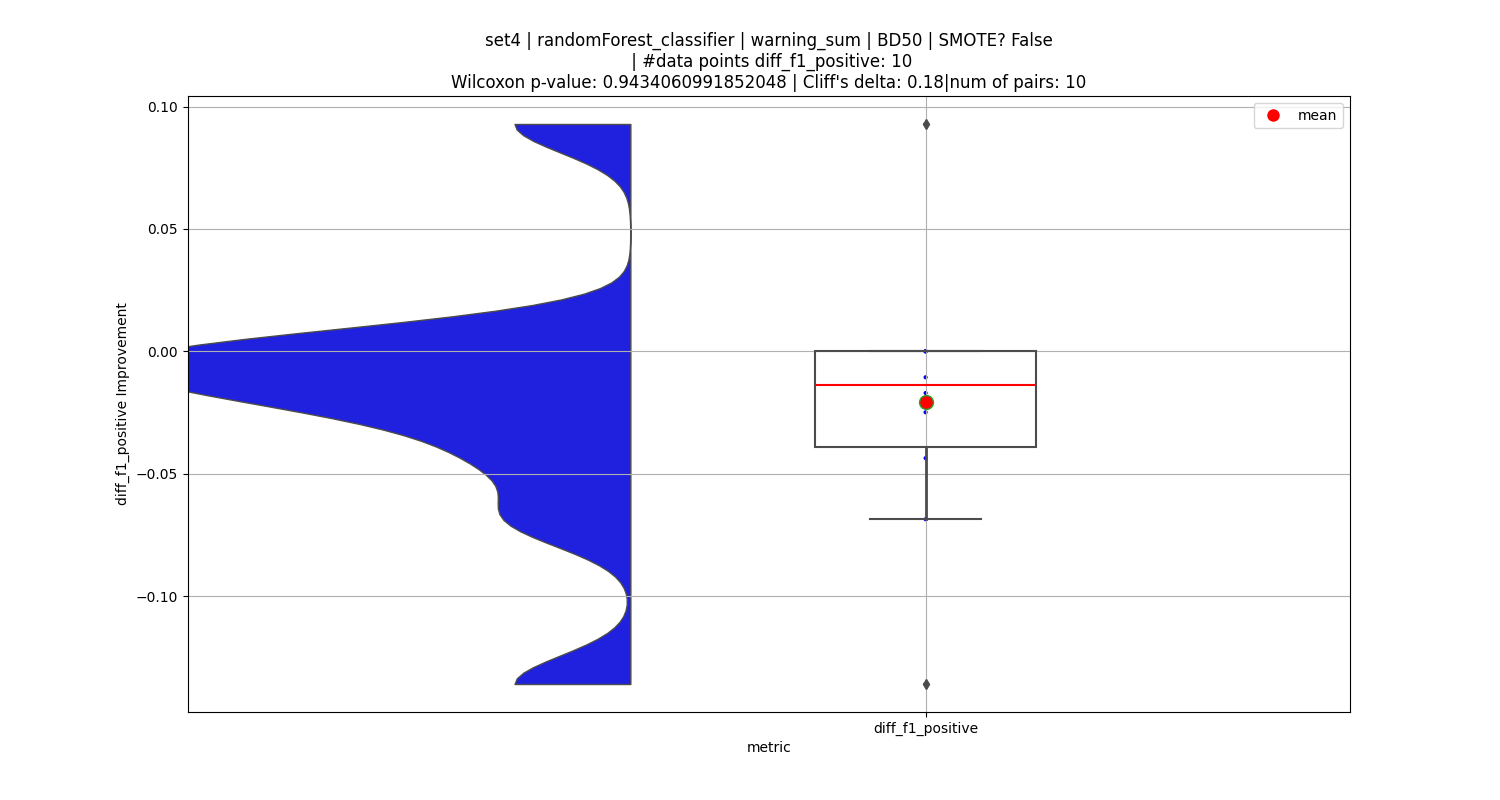 set4 | randomForest_classifier | warning_sum | BD50 | SMOTE? False
| #data points diff_f1_positive: 10
Wilcoxon p-value: 0.9434060991852048 | Cliff's delta: 0.18|num of pairs: 10
mean
0.10
0.05
0.00
−0.05
−0.10
diff_f1_positive Improvement
diff_f1_positive
metric